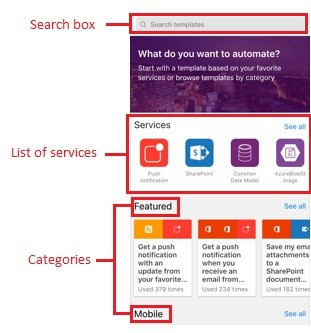 Search box
Search templates
What do you want to automate?
Start with a template based on your favorite
services or browse templates by category
List of services
Services
See all
Push
notification
SharePoint
Common
Data Model
AzureBlobSt
orage
Categories
Featured
See all
Get a push
notification
with an
update from
your favorite...
Used 379 times
Get a push
notification
when you
receive an
email from...
Used 234 times
Save my ema
attachments
to a
SharePoint
document...
Used 182 time
Mobile
See all